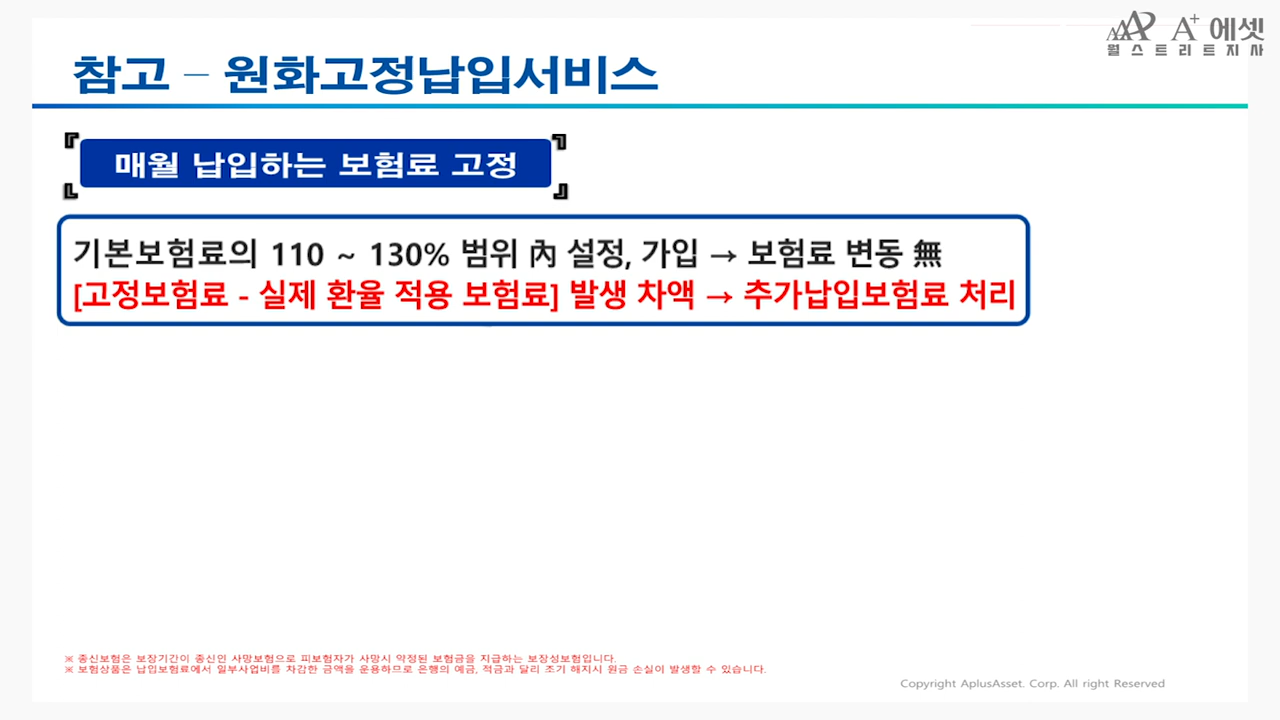 A⁺에셋
월스트리트지사
참고 – 원화고정납입서비스
『매월 납입하는 보험료 고정』
기본보험료의 110 ~ 130% 범위 內 설정, 가입 → 보험료 변동 無
[고정보험료 - 실제 환율 적용 보험료] 발생 차액 → 추가납입보험료 처리
※ 종신보험은 보장기간이 종신인 사망보험으로 피보험자가 사망시 약정된 보험금을 지급하는 보장성보험입니다.
※ 보험상품은 납입보험료에서 일부사업비를 차감한 금액을 운용하므로 은행의 예금, 적금과 달리 조기 해지시 원금 손실이 발생할 수 있습니다.
Copyright AplusAsset. Corp. All right Reserved